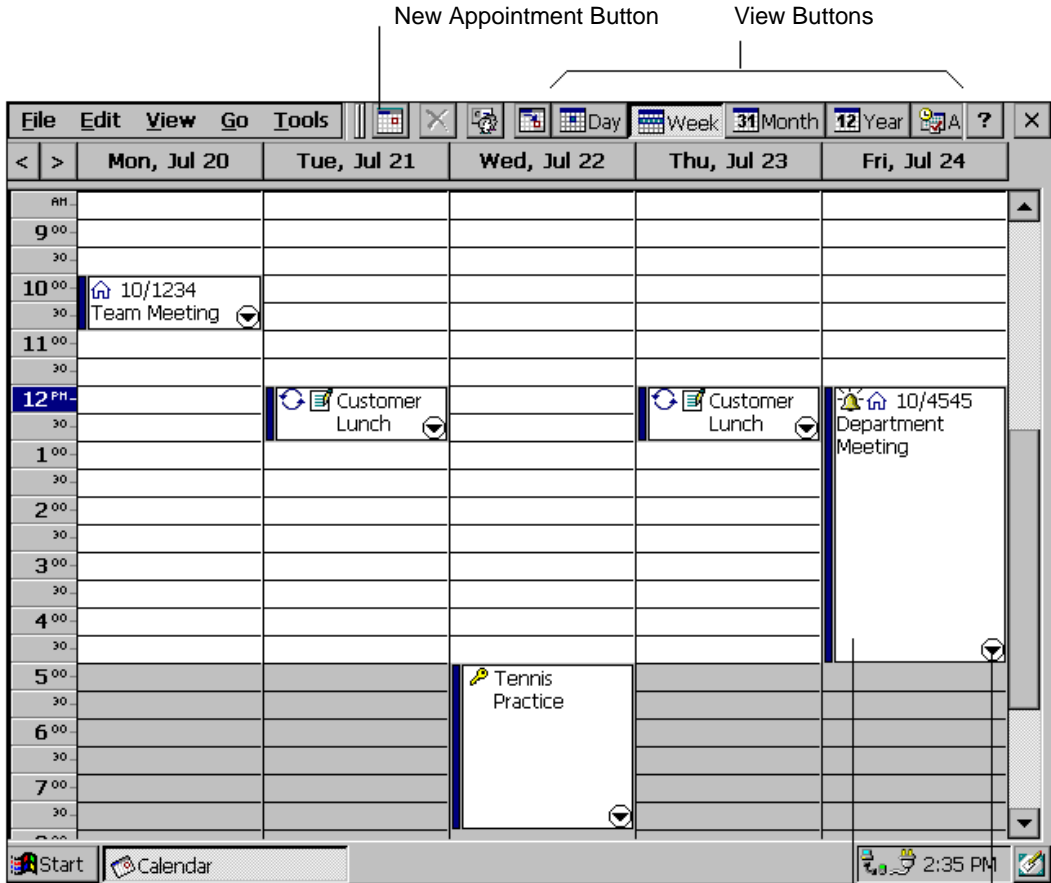 New Appointment Button View Buttons
File Edit View Go Tools Day Week 31 Month 12 Year A ? ×
< > Mon, Jul 20 Tue, Jul 21 Wed, Jul 22 Thu, Jul 23 Fri, Jul 24
AM
9 00
30
10 00 10/1234
30 Team Meeting
11 00
30
12 PM Customer Customer 10/4545
30 Lunch Lunch Department
1 00 Meeting
30
2 00
30
3 00
30
4 00
30
5 00 Tennis
30 Practice
6 00
30
7 00
30
Start Calendar 2:35 PM